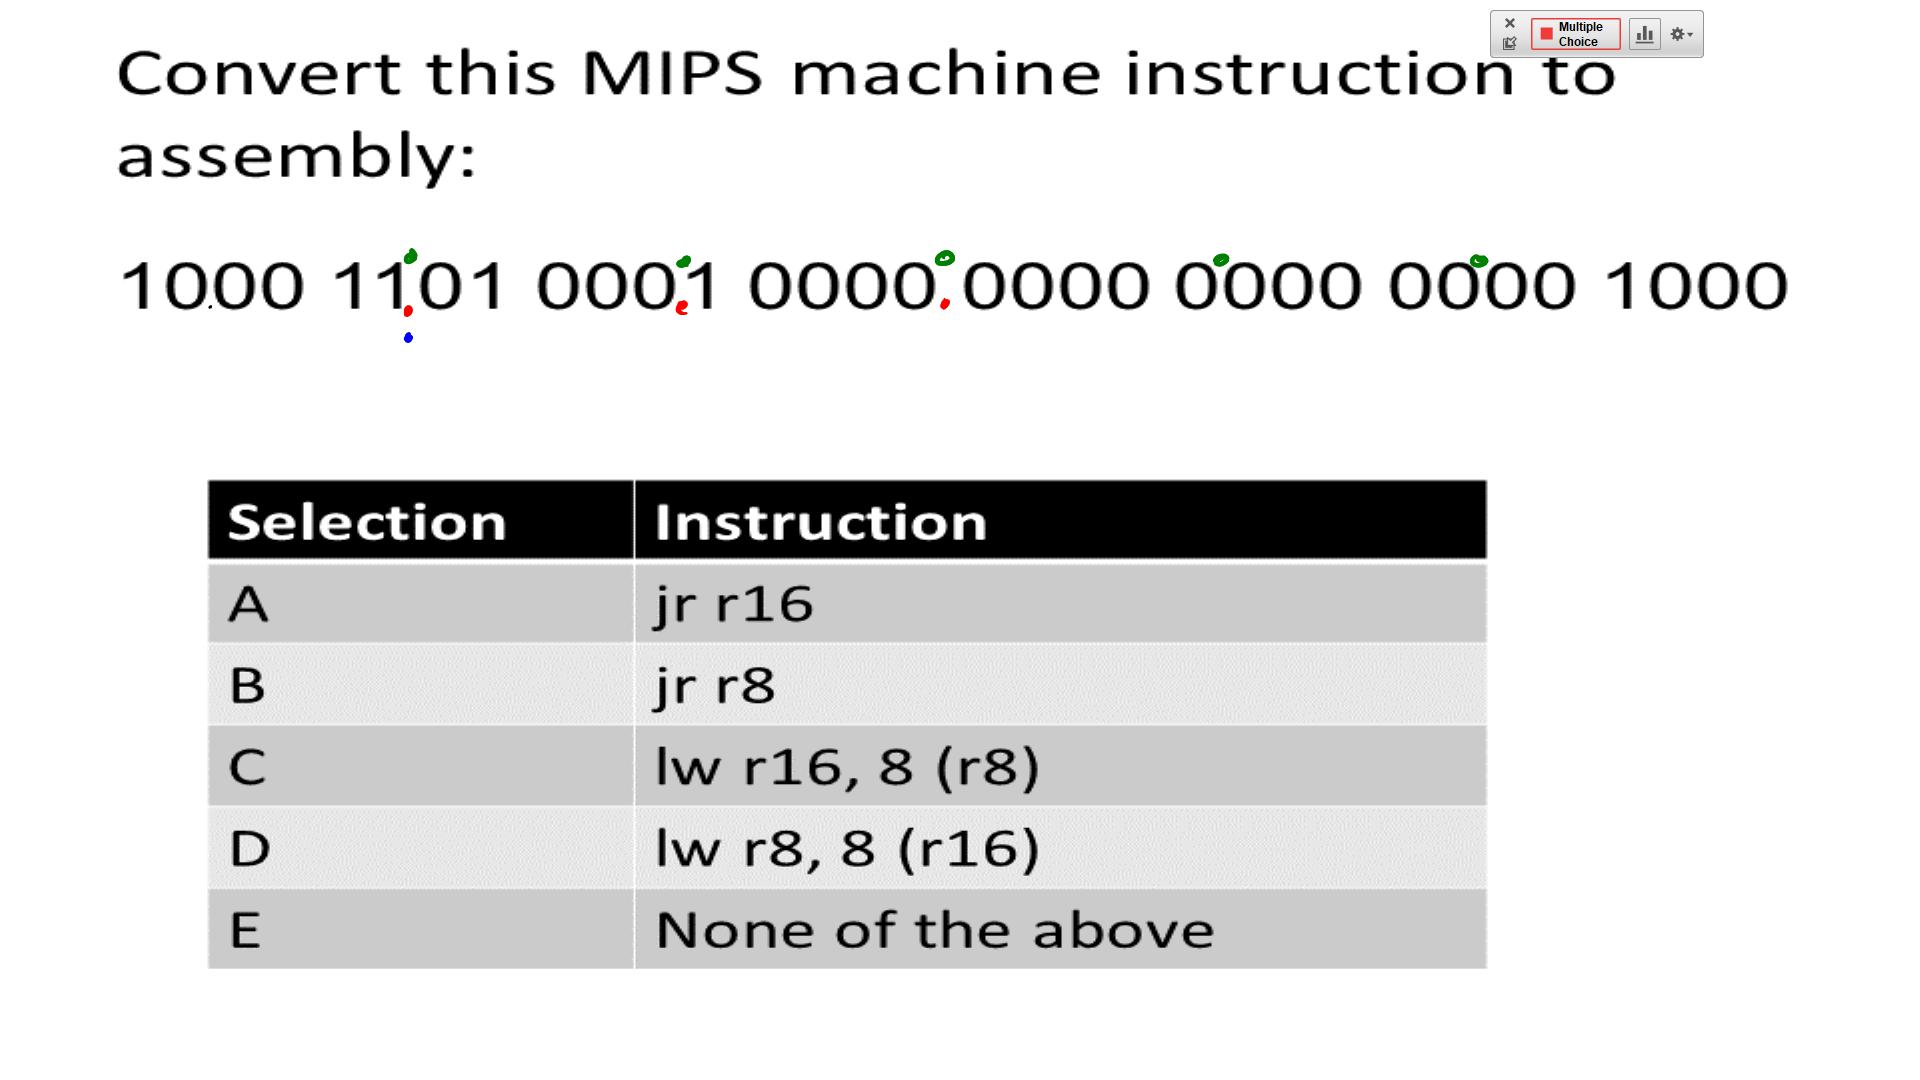 Multiple
Choice
Convert this MIPS machine instruction to
assembly:
1000 1101 0001 0000 0000 0000 0000 1000
Selection Instruction
A jr r16
B jr r8
C lw r16, 8 (r8)
D lw r8, 8 (r16)
E None of the above